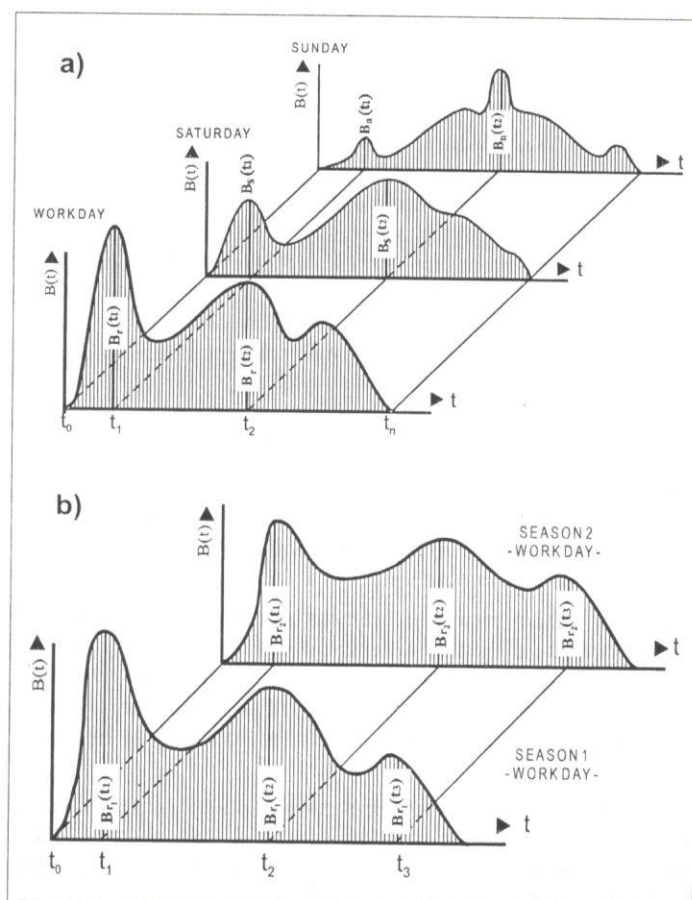 a)
SUNDAY
B(t)
Bn(t1)
Bn(t2)
t
SATURDAY
B(t)
BS(t1)
BS(t2)
t
WORKDAY
B(t)
Br(t1)
Br(t2)
t
t0 t1 t2 tn
b)
B(t)
Br2(t1)
Br2(t2)
Br2(t3)
SEASON 2
-WORKDAY-
t
B(t)
Br1(t1)
Br1(t2)
Br1(t3)
SEASON 1
-WORKDAY-
t
t0 t1 t2 t3